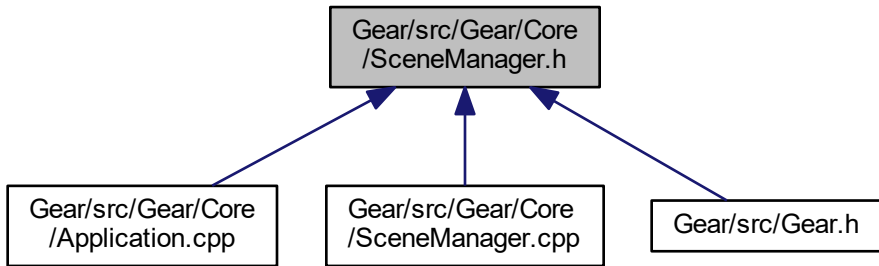 Gear/src/Gear/Core
/SceneManager.h
Gear/src/Gear/Core
/Application.cpp
Gear/src/Gear/Core
/SceneManager.cpp
Gear/src/Gear.h